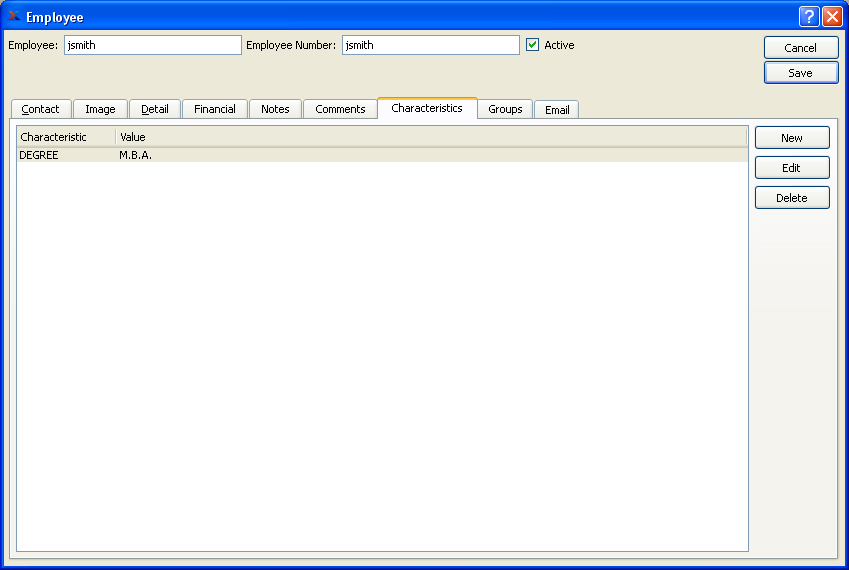 Employee
Employee: jsmith Employee Number: jsmith Active
Cancel
Save
Contact Image Detail Financial Notes Comments Characteristics Groups Email
Characteristic Value
DEGREE M.B.A.
New
Edit
Delete